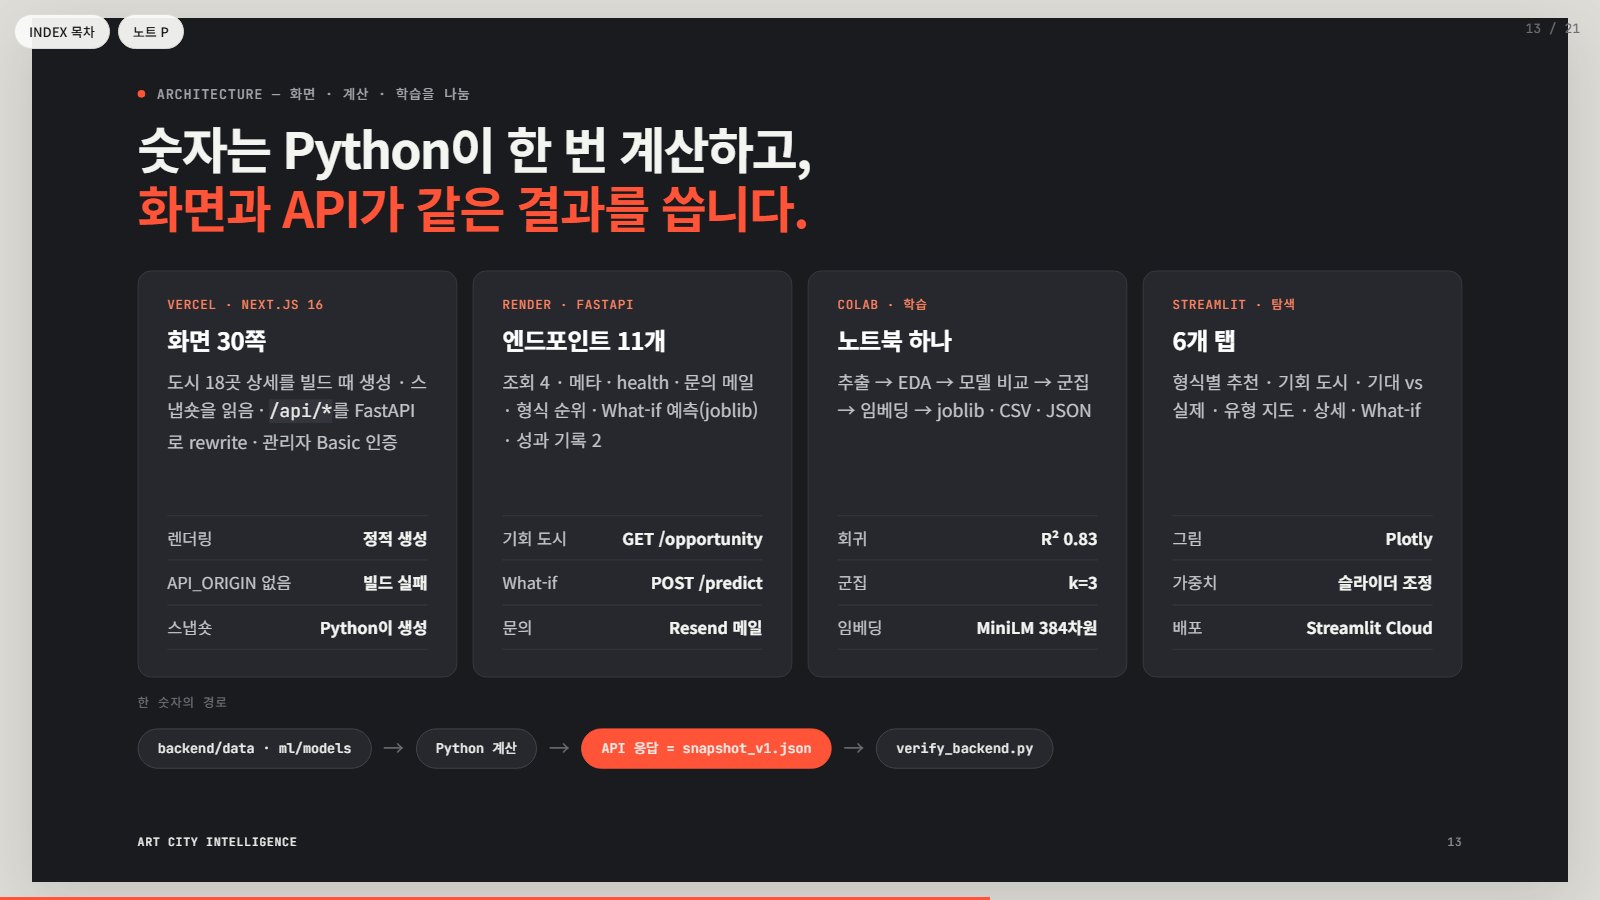 INDEX 목차
노트 P
13 / 21
ARCHITECTURE — 화면 · 계산 · 학습을 나눔
숫자는 Python이 한 번 계산하고,
화면과 API가 같은 결과를 씁니다.
VERCEL · NEXT.JS 16
화면 30쪽
도시 18곳 상세를 빌드 때 생성 · 스
냅숏을 읽음 · /api/*를 FastAPI
로 rewrite · 관리자 Basic 인증
렌더링 정적 생성
API_ORIGIN 없음 빌드 실패
스냅숏 Python이 생성
RENDER · FASTAPI
엔드포인트 11개
조회 4 · 메타 · health · 문의 메일
· 형식 순위 · What-if 예측(joblib)
· 성과 기록 2
기회 도시 GET /opportunity
What-if POST /predict
문의 Resend 메일
COLAB · 학습
노트북 하나
추출 → EDA → 모델 비교 → 군집
→ 임베딩 → joblib · CSV · JSON
회귀 R² 0.83
군집 k=3
임베딩 MiniLM 384차원
STREAMLIT · 탐색
6개 탭
형식별 추천 · 기회 도시 · 기대 vs
실제 · 유형 지도 · 상세 · What-if
그림 Plotly
가중치 슬라이더 조정
배포 Streamlit Cloud
한 숫자의 경로
backend/data · ml/models → Python 계산 → API 응답 = snapshot_v1.json → verify_backend.py
ART CITY INTELLIGENCE
13